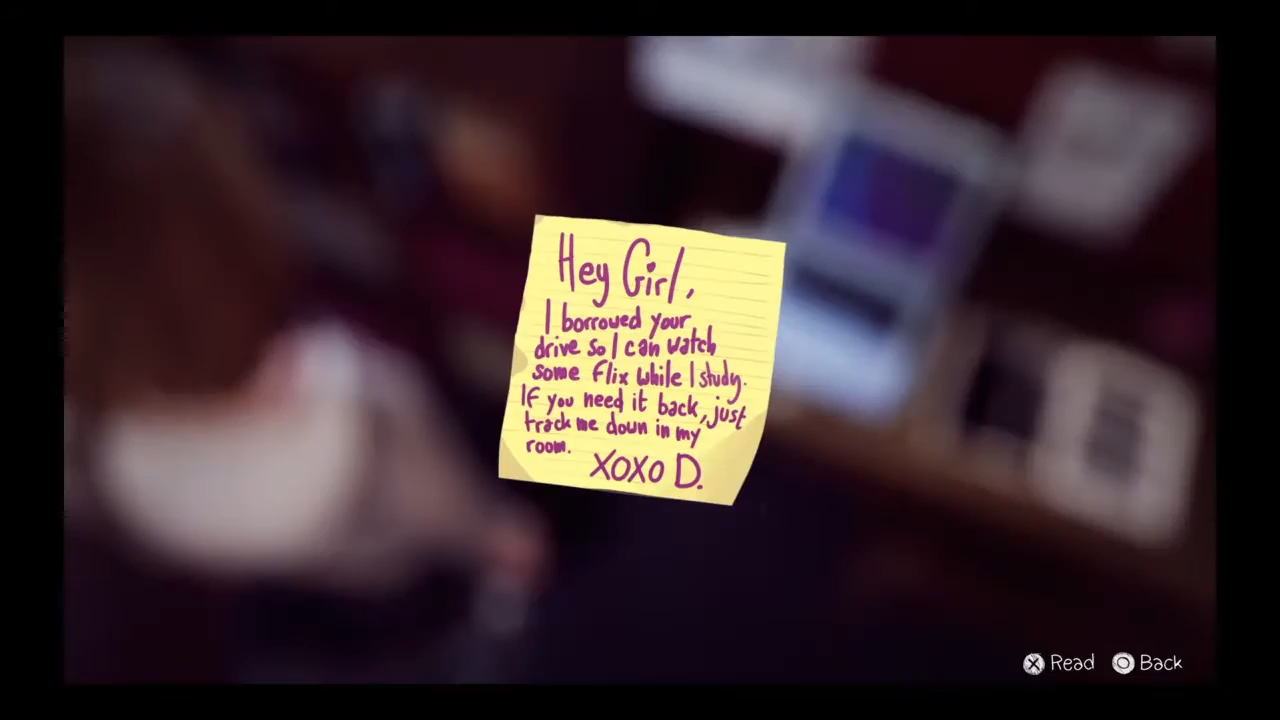 Hey Girl,
I borrowed your
drive so I can watch
some Flix while I study.
If you need it back, just
track me down in my
room.
XOXO D.
Read Back